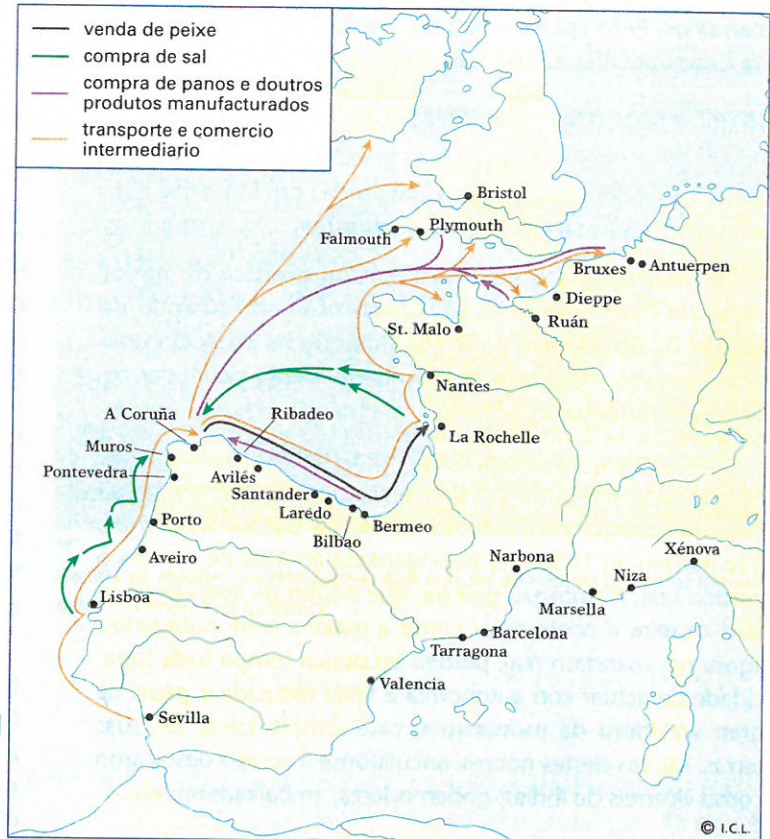 venda de peixe
compra de sal
compra de panos e doutros
produtos manufacturados
transporte e comercio
intermediario
Bristol
Falmouth
Plymouth
Bruxes
Antuerpen
Dieppe
Ruán
St. Malo
Nantes
La Rochelle
A Coruña
Ribadeo
Muros
Pontevedra
Avilés
Santander
Laredo
Bilbao
Bermeo
Porto
Aveiro
Lisboa
Sevilla
Narbona
Xénova
Niza
Marsella
Barcelona
Tarragona
Valencia
© I.C.L.